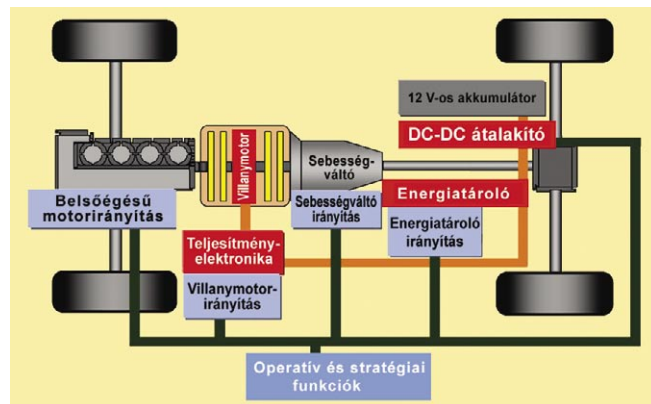 12 V-os akkumulátor
DC-DC átalakító
Villanymotor
Sebesség-
váltó
Energiatároló
Belsőégésű
motorirányítás
Sebességváltó
irányítás
Energiatároló
irányítás
Teljesítmény-
elektronika
Villanymotor-
irányítás
Operatív és stratégiai
funkciók